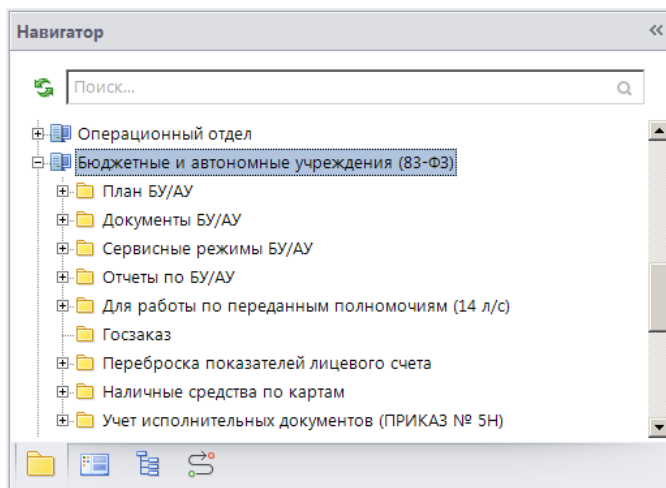 Навигатор
Поиск...
Операционный отдел
Бюджетные и автономные учреждения (83-ФЗ)
План БУ/АУ
Документы БУ/АУ
Сервисные режимы БУ/АУ
Отчеты по БУ/АУ
Для работы по переданным полномочиям (14 л/с)
Госзаказ
Переброска показателей лицевого счета
Наличные средства по картам
Учет исполнительных документов (ПРИКАЗ № 5Н)